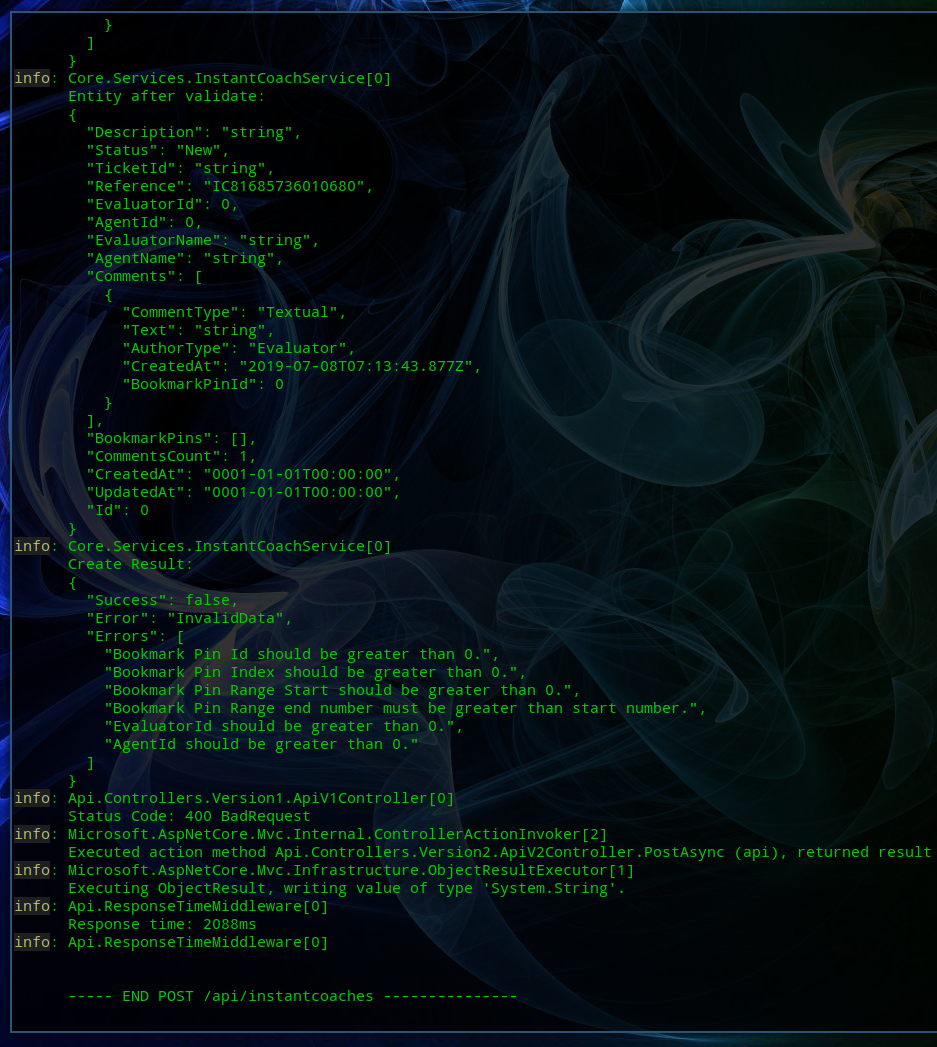 }
]
}
info: Core.Services.InstantCoachService[0]
Entity after validate:
{
"Description": "string",
"Status": "New",
"TicketId": "string",
"Reference": "IC81685736010680",
"EvaluatorId": 0,
"AgentId": 0,
"EvaluatorName": "string",
"AgentName": "string",
"Comments": [
{
"CommentType": "Textual",
"Text": "string",
"AuthorType": "Evaluator",
"CreatedAt": "2019-07-08T07:13:43.877Z",
"BookmarkPinId": 0
}
],
"BookmarkPins": [],
"CommentsCount": 1,
"CreatedAt": "0001-01-01T00:00:00",
"UpdatedAt": "0001-01-01T00:00:00",
"Id": 0
}
info: Core.Services.InstantCoachService[0]
Create Result:
{
"Success": false,
"Error": "InvalidData",
"Errors": [
"Bookmark Pin Id should be greater than 0.",
"Bookmark Pin Index should be greater than 0.",
"Bookmark Pin Range Start should be greater than 0.",
"Bookmark Pin Range end number must be greater than start number.",
"EvaluatorId should be greater than 0.",
"AgentId should be greater than 0."
]
}
info: Api.Controllers.Version1.ApiV1Controller[0]
Status Code: 400 BadRequest
info: Microsoft.AspNetCore.Mvc.Internal.ControllerActionInvoker[2]
Executed action method Api.Controllers.Version2.ApiV2Controller.PostAsync (api), returned result
info: Microsoft.AspNetCore.Mvc.Infrastructure.ObjectResultExecutor[1]
Executing ObjectResult, writing value of type 'System.String'.
info: Api.ResponseTimeMiddleware[0]
Response time: 2088ms
info: Api.ResponseTimeMiddleware[0]
----- END POST /api/instantcoaches ---------------